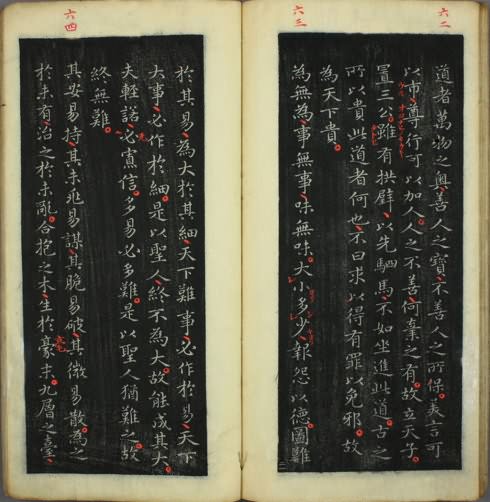 六二
道者萬物之奧善人之寶不善人之所保美言可
以市尊行可以加人人之不善何棄之有故立天子
置三公雖有拱璧以先駟馬不如坐進此道古之
所以貴此道者何也不曰求以得有罪以免邪故
為天下貴
六三
為無為事無事味無味大小多少報怨以德圖難
於其易為大於其細天下難事必作於易天下
大事必作於細是以聖人終不為大故能成其大
夫輕諾必寡信多易必多難是以聖人猶難之故
終無難
六四
其安易持其未兆易謀其脆易破其微易散為之
於未有治之於未亂合抱之木生於豪末九層之臺